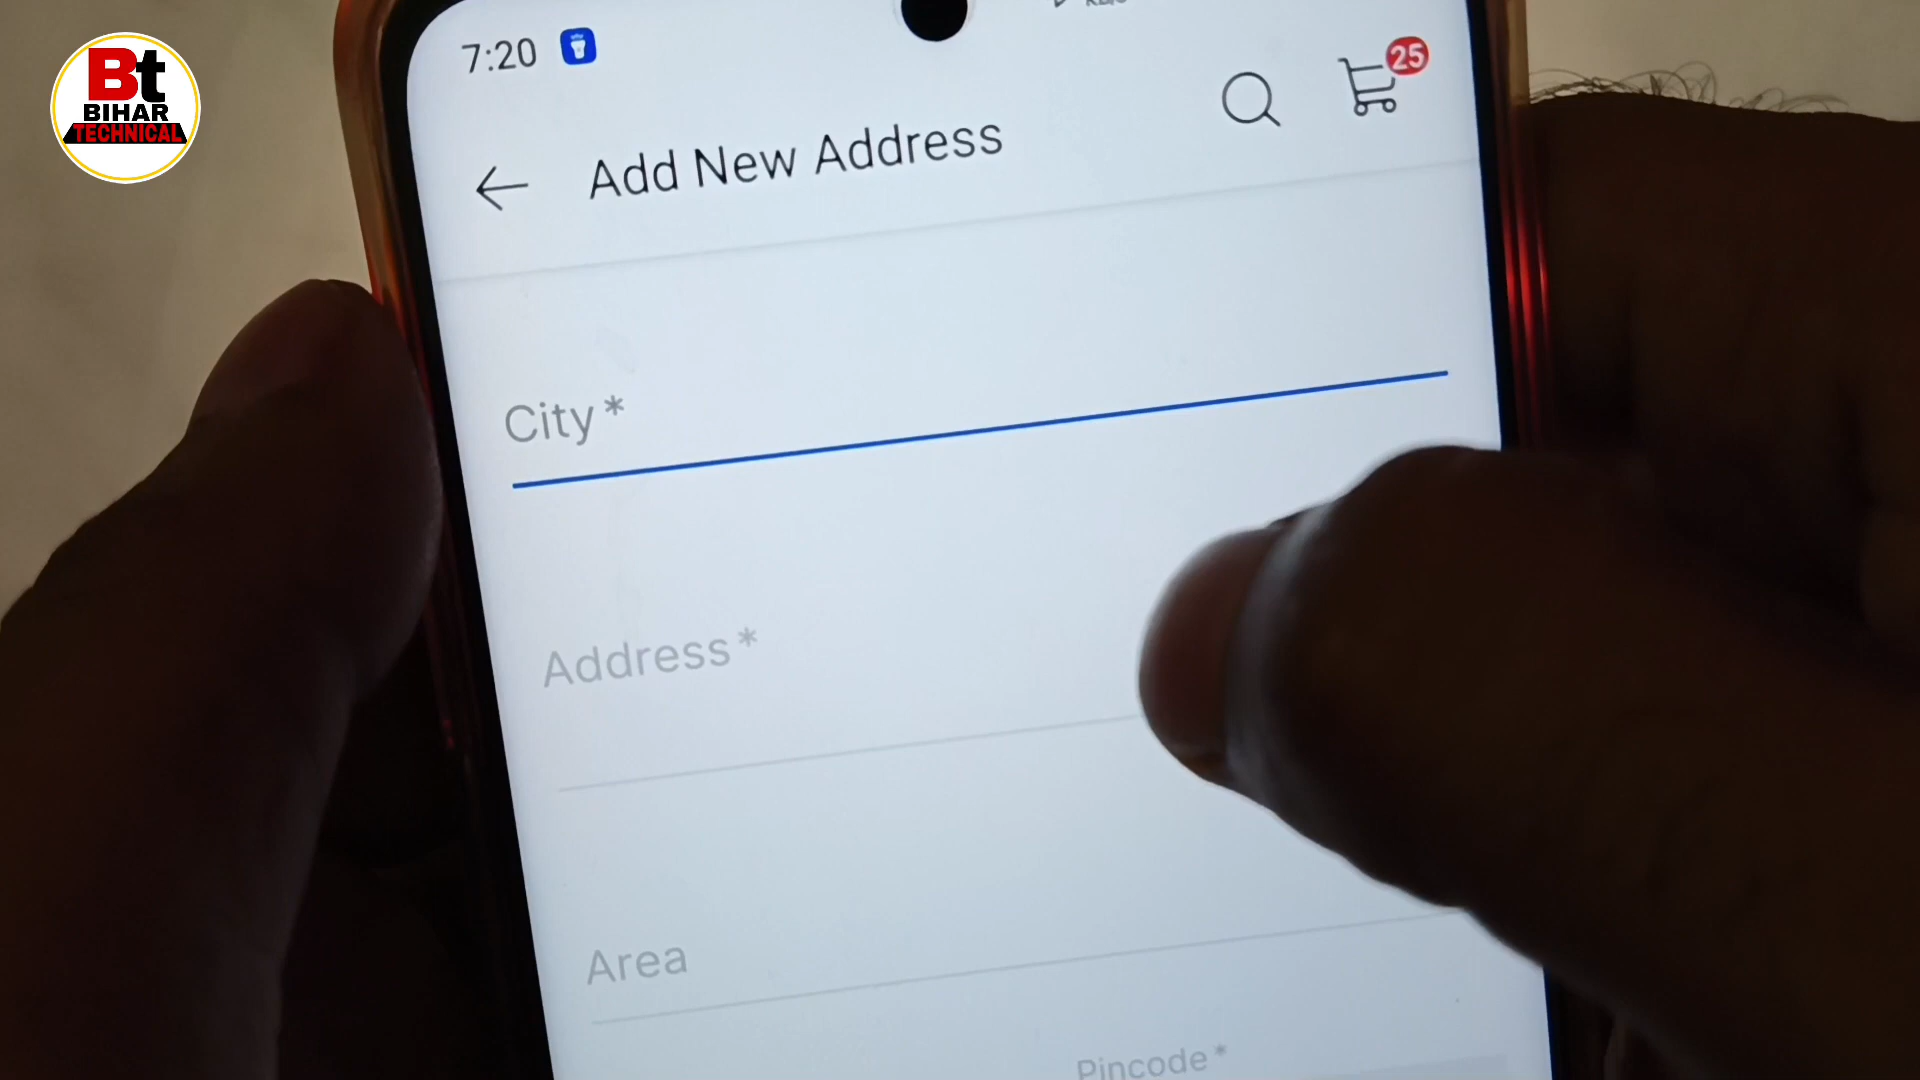 Bt
BIHAR
TECHNICAL
7:20
25
Add New Address
City*
Address*
Area
Pincode*